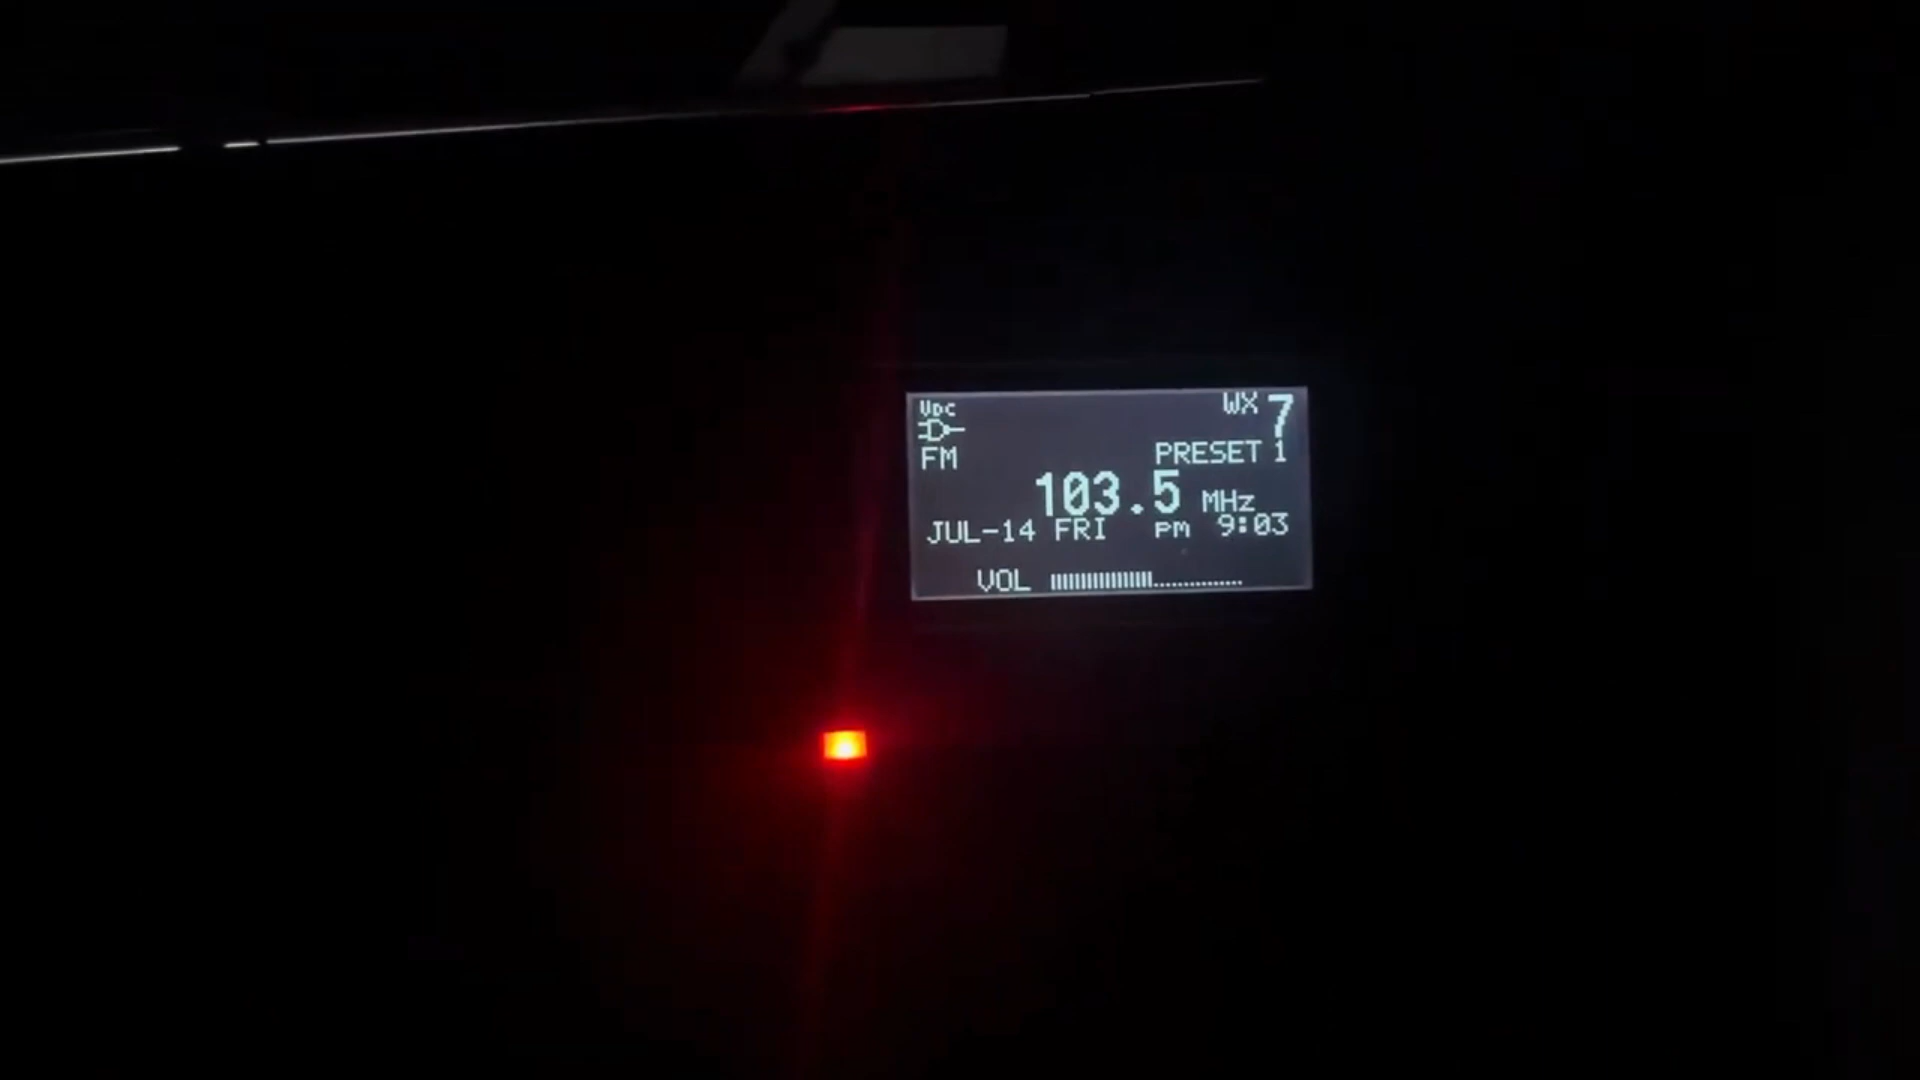 VDC WX 7
FM PRESET 1
103.5 MHz
JUL-14 FRI PM 9:03
VOL